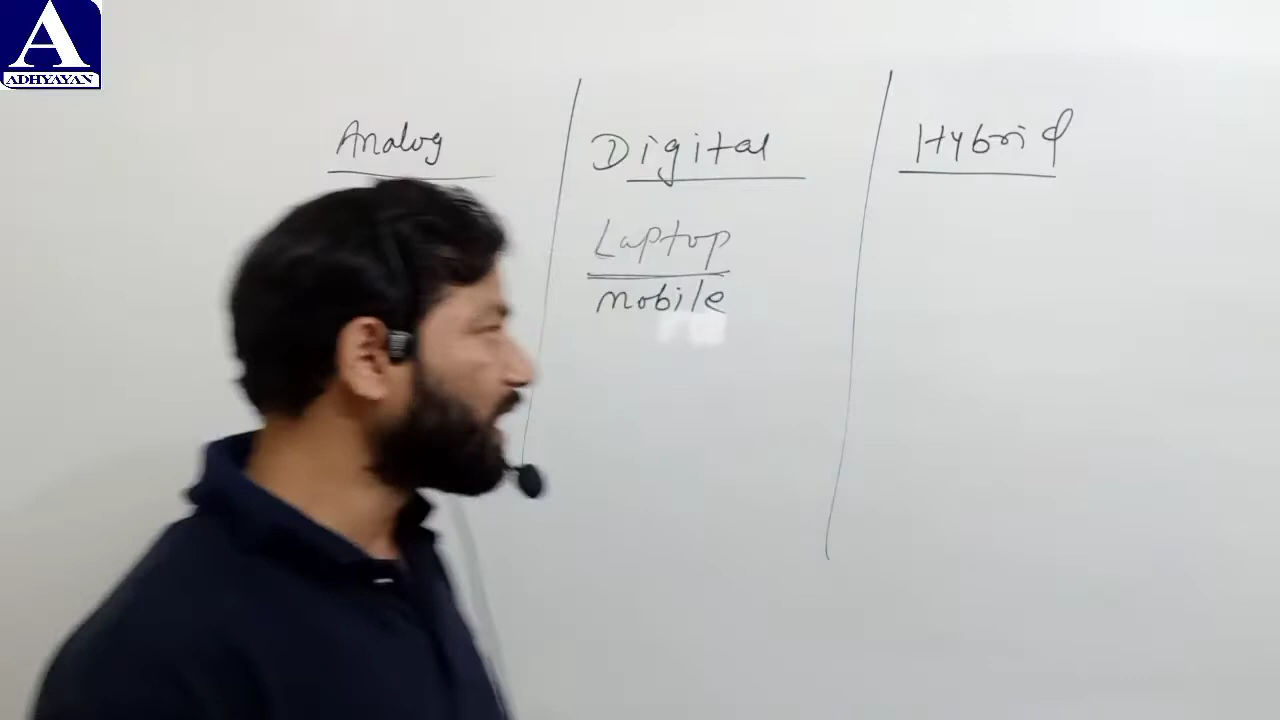 A
ADHYAYAN
Analog
Digital
Hybrid
Laptop
mobile